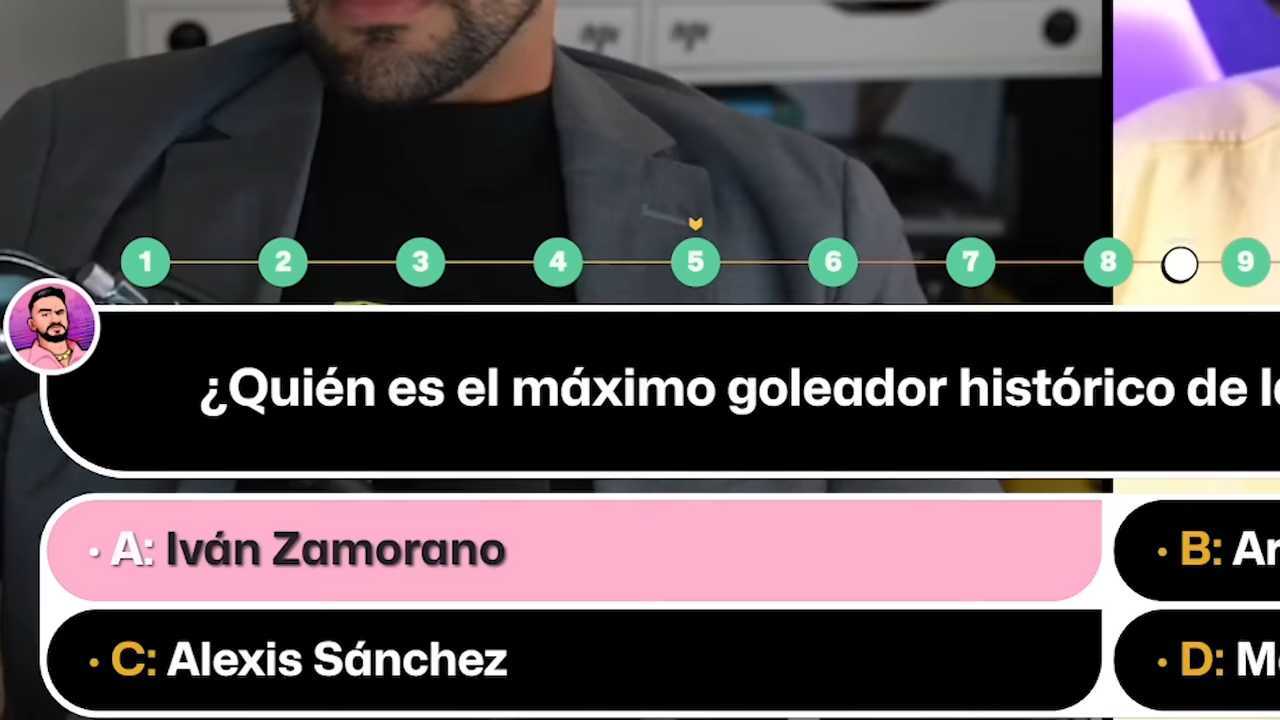 1 2 3 4 5 6 7 8 9
¿Quién es el máximo goleador histórico de l
• A: Iván Zamorano
• B: Ar
• C: Alexis Sánchez
• D: M